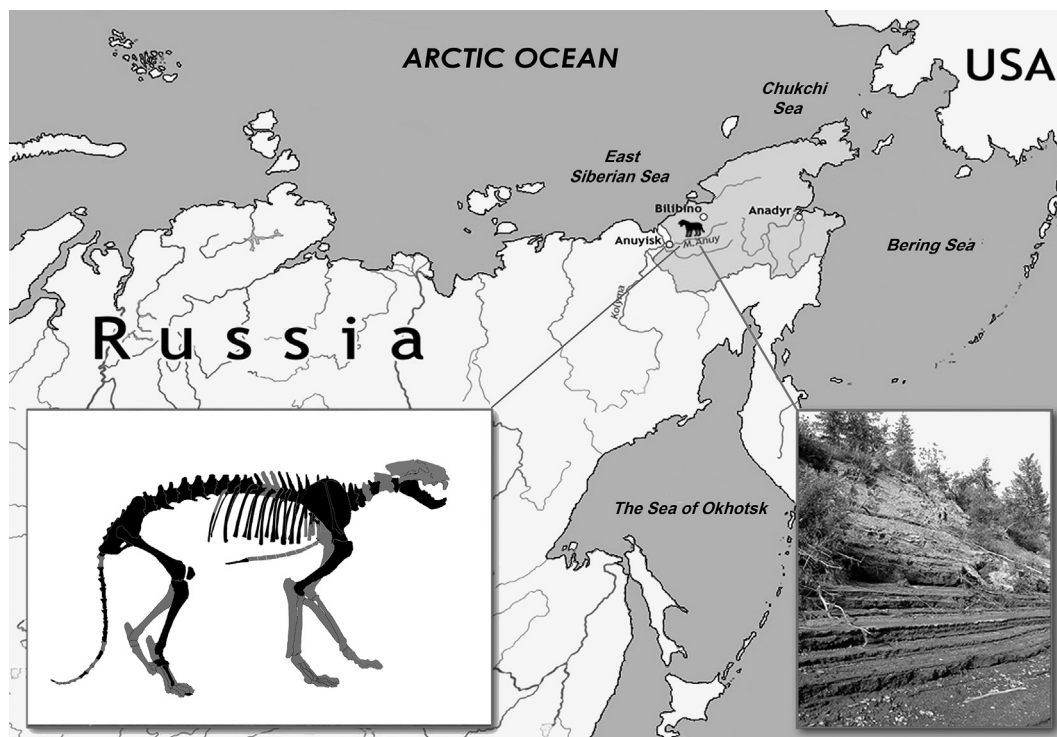 ARCTIC OCEAN
USA
Chukchi
Sea
East
Siberian Sea
Bilibino
Anadyr
Anuyisk
M. Anuy
Bering Sea
Kolyma
Russia
The Sea of Okhotsk